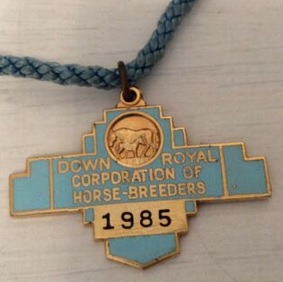 DOWN ROYAL
CORPORATION OF
HORSE-BREEDERS
1985